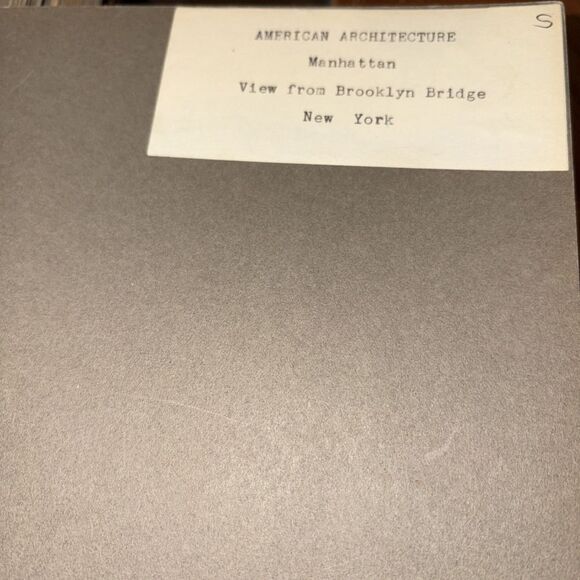 S
AMERICAN ARCHITECTURE
Manhattan
View from Brooklyn Bridge
New York